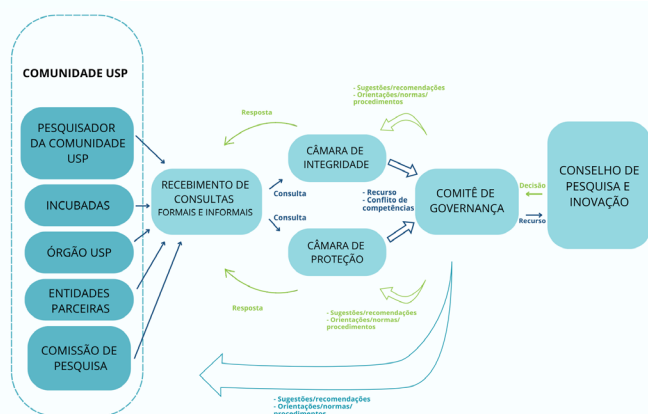 COMUNIDADE USP
PESQUISADOR
DA COMUNIDADE
USP
INCUBADAS
ÓRGÃO USP
ENTIDADES
PARCEIRAS
COMISSÃO DE
PESQUISA
RECEBIMENTO DE
CONSULTAS
FORMAIS E INFORMAIS
Resposta
Consulta
Consulta
Resposta
CÂMARA DE
INTEGRIDADE
CÂMARA DE
PROTEÇÃO
- Sugestões/recomendações
- Orientações/normas/
procedimentos
- Recurso
- Conflito de
competências
- Sugestões/recomendações
- Orientações/normas/
procedimentos
COMITÊ DE
GOVERNANÇA
Decisão
Recurso
CONSELHO DE
PESQUISA E
INOVAÇÃO
- Sugestões/recomendações
- Orientações/normas/
procedimentos